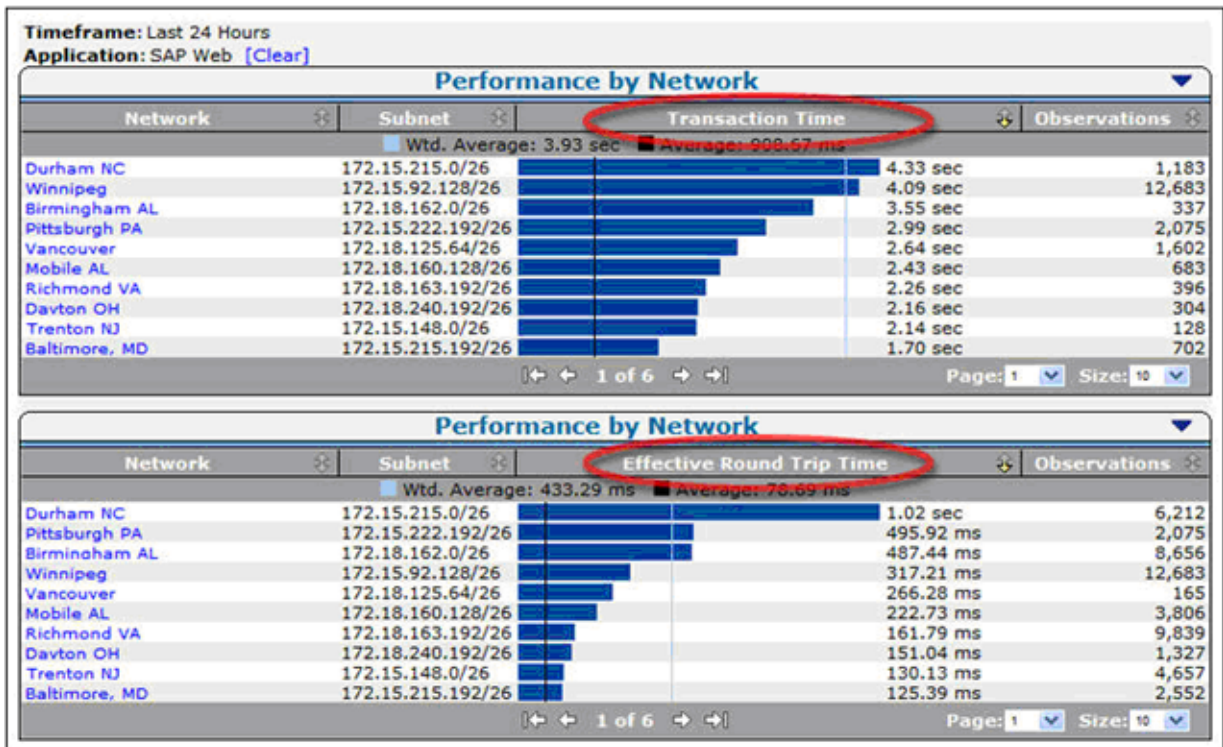 Timeframe: Last 24 Hours
Application: SAP Web [Clear]
Performance by Network
Network Subnet Transaction Time Observations
Wtd. Average: 3.93 sec Average: 908.67 ms
Durham NC 172.15.215.0/26 4.33 sec 1,183
Winnipeg 172.15.92.128/26 4.09 sec 12,683
Birmingham AL 172.18.162.0/26 3.55 sec 337
Pittsburgh PA 172.15.222.192/26 2.99 sec 2,075
Vancouver 172.18.125.64/26 2.64 sec 1,602
Mobile AL 172.18.160.128/26 2.43 sec 683
Richmond VA 172.18.163.192/26 2.26 sec 396
Dayton OH 172.18.240.192/26 2.16 sec 304
Trenton NJ 172.15.148.0/26 2.14 sec 128
Baltimore, MD 172.15.215.192/26 1.70 sec 702
1 of 6 Page: 1 Size: 10
Performance by Network
Network Subnet Effective Round Trip Time Observations
Wtd. Average: 433.29 ms Average: 78.69 ms
Durham NC 172.15.215.0/26 1.02 sec 6,212
Pittsburgh PA 172.15.222.192/26 495.92 ms 2,075
Birmingham AL 172.18.162.0/26 487.44 ms 8,656
Winnipeg 172.15.92.128/26 317.21 ms 12,683
Vancouver 172.18.125.64/26 266.28 ms 165
Mobile AL 172.18.160.128/26 222.73 ms 3,806
Richmond VA 172.18.163.192/26 161.79 ms 9,839
Dayton OH 172.18.240.192/26 151.04 ms 1,327
Trenton NJ 172.15.148.0/26 130.13 ms 4,657
Baltimore, MD 172.15.215.192/26 125.39 ms 2,552
1 of 6 Page: 1 Size: 10